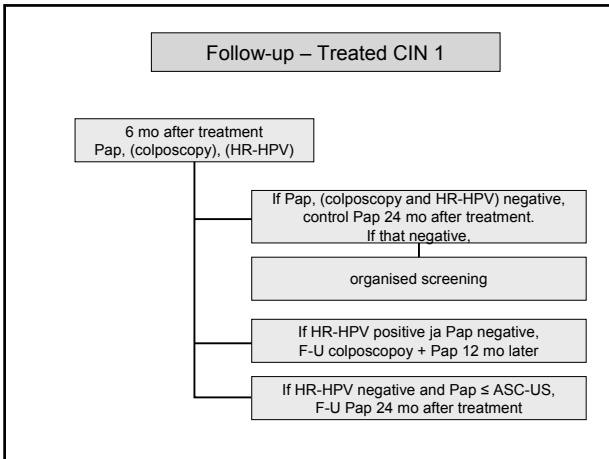 Follow-up – Treated CIN 1
6 mo after treatment
Pap, (colposcopy), (HR-HPV)
If Pap, (colposcopy and HR-HPV) negative,
control Pap 24 mo after treatment.
If that negative,
organised screening
If HR-HPV positive ja Pap negative,
F-U colposcopoy + Pap 12 mo later
If HR-HPV negative and Pap ≤ ASC-US,
F-U Pap 24 mo after treatment